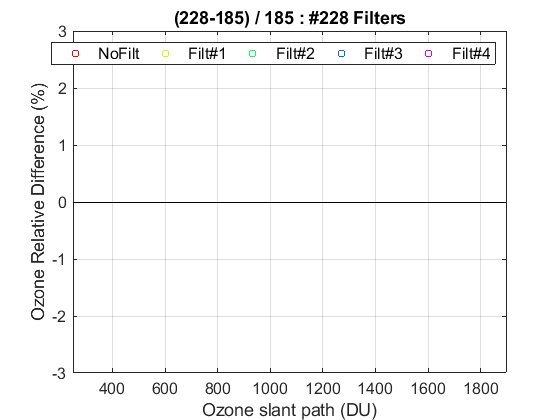 (228-185) / 185 : #228 Filters
NoFilt Filt#1 Filt#2 Filt#3 Filt#4
3
2
1
0
-1
-2
-3
Ozone Relative Difference (%)
400 600 800 1000 1200 1400 1600 1800
Ozone slant path (DU)